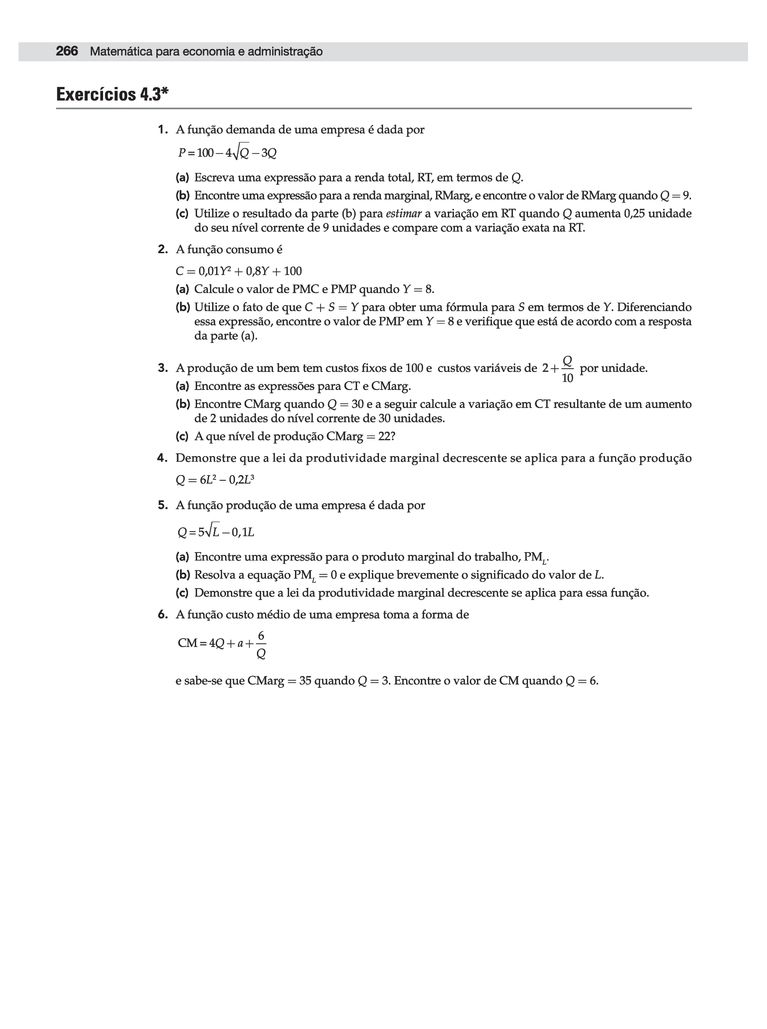 266 Matemática para economia e administração
Exercícios 4.3*
1. A função demanda de uma empresa é dada por
P = 100 − 4√Q − 3Q
(a) Escreva uma expressão para a renda total, RT, em termos de Q.
(b) Encontre uma expressão para a renda marginal, RMarg, e encontre o valor de RMarg quando Q = 9.
(c) Utilize o resultado da parte (b) para estimar a variação em RT quando Q aumenta 0,25 unidade
do seu nível corrente de 9 unidades e compare com a variação exata na RT.
2. A função consumo é
C = 0,01Y² + 0,8Y + 100
(a) Calcule o valor de PMC e PMP quando Y = 8.
(b) Utilize o fato de que C + S = Y para obter uma fórmula para S em termos de Y. Diferenciando
essa expressão, encontre o valor de PMP em Y = 8 e verifique que está de acordo com a resposta
da parte (a).
3. A produção de um bem tem custos fixos de 100 e custos variáveis de 2 + Q/10 por unidade.
(a) Encontre as expressões para CT e CMarg.
(b) Encontre CMarg quando Q = 30 e a seguir calcule a variação em CT resultante de um aumento
de 2 unidades do nível corrente de 30 unidades.
(c) A que nível de produção CMarg = 22?
4. Demonstre que a lei da produtividade marginal decrescente se aplica para a função produção
Q = 6L² − 0,2L³
5. A função produção de uma empresa é dada por
Q = 5√L − 0,1L
(a) Encontre uma expressão para o produto marginal do trabalho, PM_L.
(b) Resolva a equação PM_L = 0 e explique brevemente o significado do valor de L.
(c) Demonstre que a lei da produtividade marginal decrescente se aplica para essa função.
6. A função custo médio de uma empresa toma a forma de
CM = 4Q + a + 6/Q
e sabe-se que CMarg = 35 quando Q = 3. Encontre o valor de CM quando Q = 6.